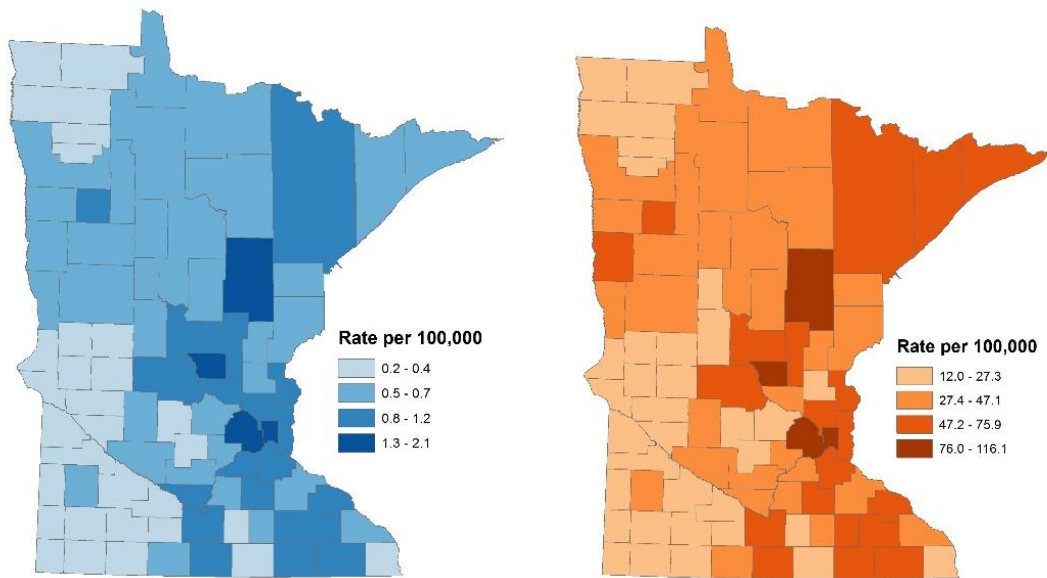 Rate per 100,000
0.2 - 0.4
0.5 - 0.7
0.8 - 1.2
1.3 - 2.1
Rate per 100,000
12.0 - 27.3
27.4 - 47.1
47.2 - 75.9
76.0 - 116.1